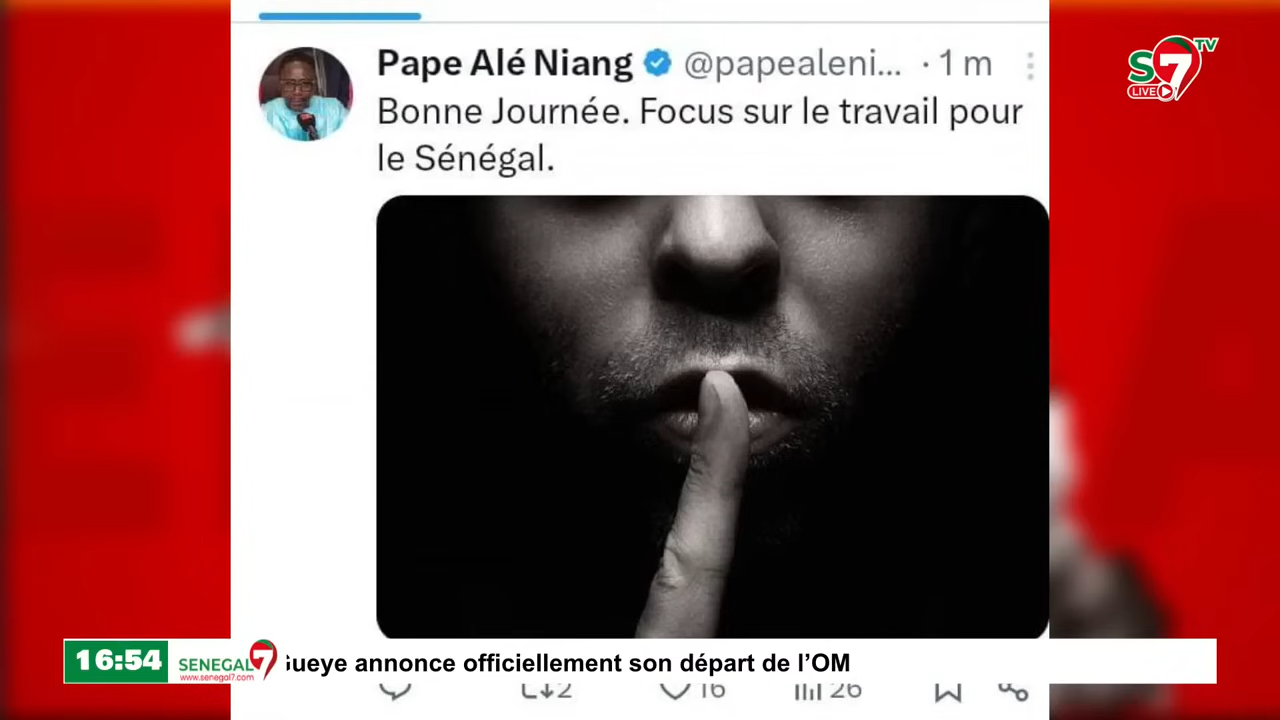 Pape Alé Niang @papealeni... · 1 m
Bonne Journée. Focus sur le travail pour
le Sénégal.
S7 TV
LIVE
16:54
SENEGAL7
www.senegal7.com
Gueye annonce officiellement son départ de l’OM
2 16 26